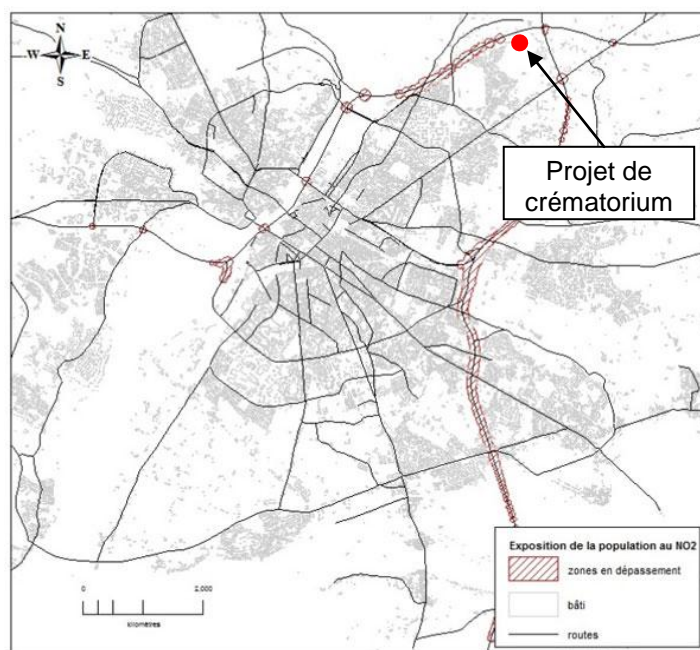 N
W E
S
Projet de
crématorium
Exposition de la population au NO2
zones en dépassement
bâti
routes
0 2,000
kilomètres